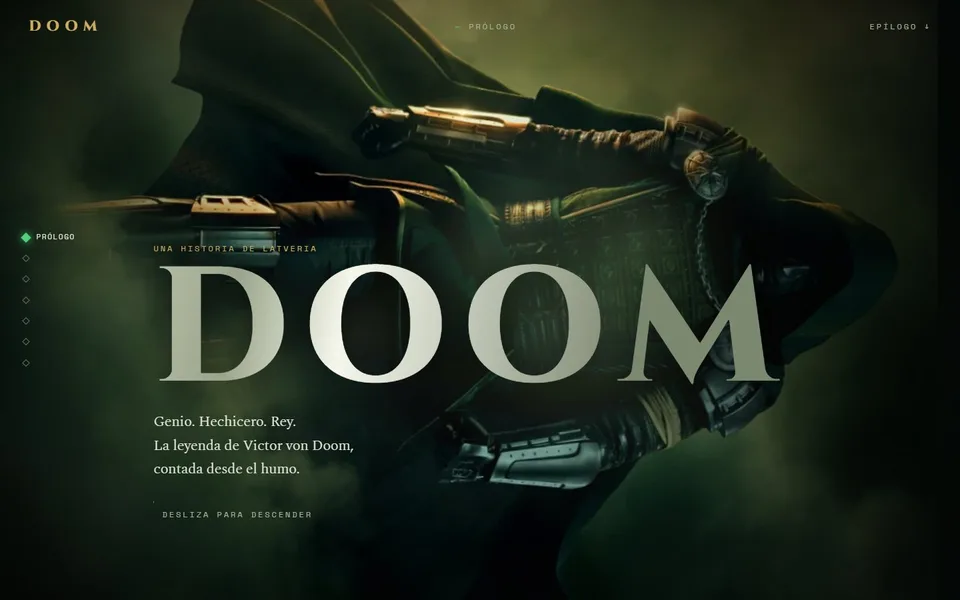 DOOM
— PRÓLOGO
EPÍLOGO ↓
PRÓLOGO
UNA HISTORIA DE LATVERIA
DOOM
Genio. Hechicero. Rey.
La leyenda de Victor von Doom,
contada desde el humo.
DESLIZA PARA DESCENDER